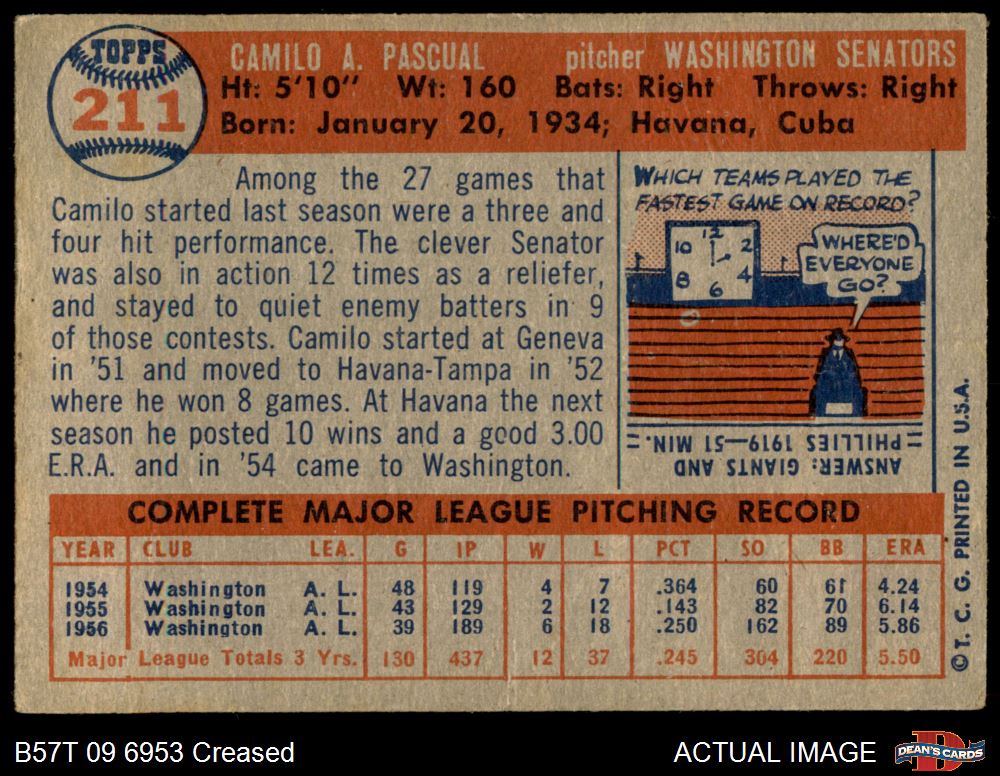 TOPPS
211
CAMILO A. PASCUAL pitcher WASHINGTON SENATORS
Ht: 5'10" Wt: 160 Bats: Right Throws: Right
Born: January 20, 1934; Havana, Cuba
Among the 27 games that
Camilo started last season were a three and
four hit performance. The clever Senator
was also in action 12 times as a reliefer,
and stayed to quiet enemy batters in 9
of those contests. Camilo started at Geneva
in '51 and moved to Havana-Tampa in '52
where he won 8 games. At Havana the next
season he posted 10 wins and a good 3.00
E.R.A. and in '54 came to Washington.
WHICH TEAMS PLAYED THE
FASTEST GAME ON RECORD?
12
10 2
8 4
6
WHERE'D
EVERYONE
GO?
ANSWER: GIANTS AND
PHILLIES 1919—51 MIN.
COMPLETE MAJOR LEAGUE PITCHING RECORD
YEAR CLUB LEA. G IP W L PCT SO BB ERA
1954 Washington A. L. 48 119 4 7 .364 60 61 4.24
1955 Washington A. L. 43 129 2 12 .143 82 70 6.14
1956 Washington A. L. 39 189 6 18 .250 162 89 5.86
Major League Totals 3 Yrs. 130 437 12 37 .245 304 220 5.50
© T. C. G. PRINTED IN U.S.A.
B57T 09 6953 Creased
ACTUAL IMAGE
D
DEAN'S CARDS